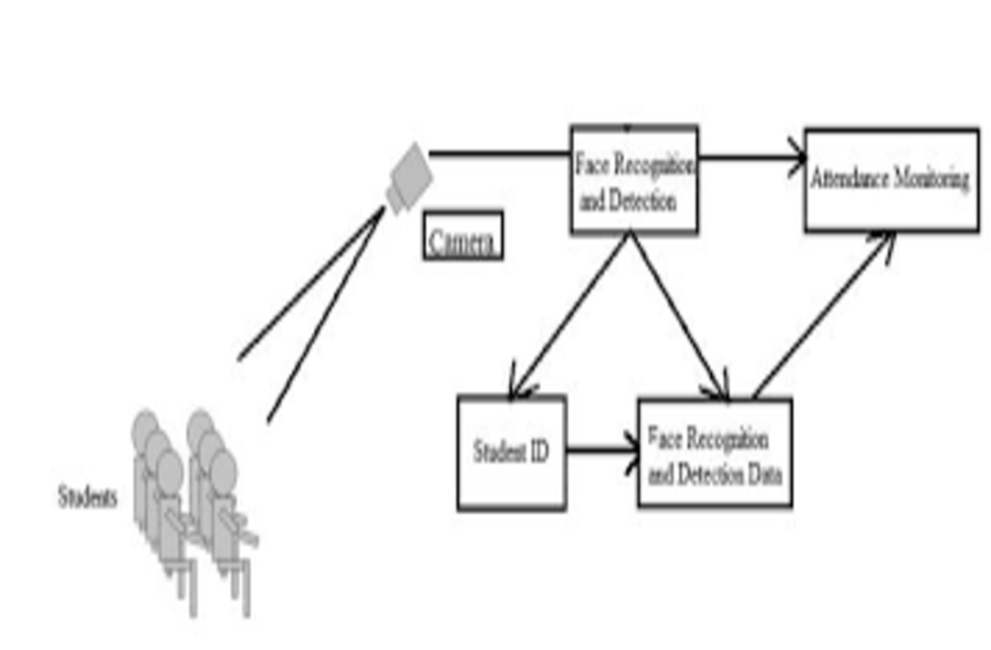 Face Recognition
and Detection
Attendance Monitoring
Camera
Student ID
Face Recognition
and Detection Data
Students